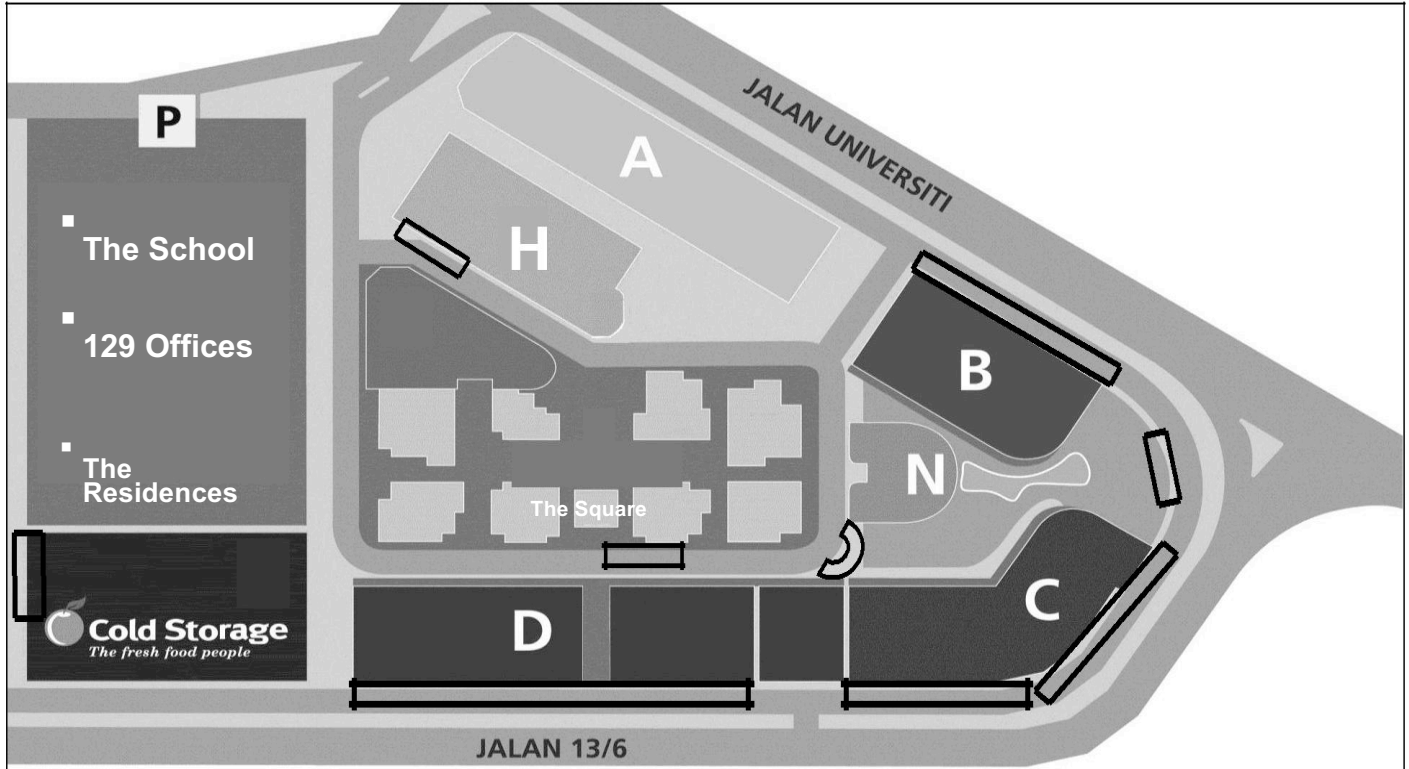 P
A
JALAN UNIVERSITI
The School
H
129 Offices
B
The
Residences
N
The Square
C
Cold Storage
The fresh food people
D
JALAN 13/6